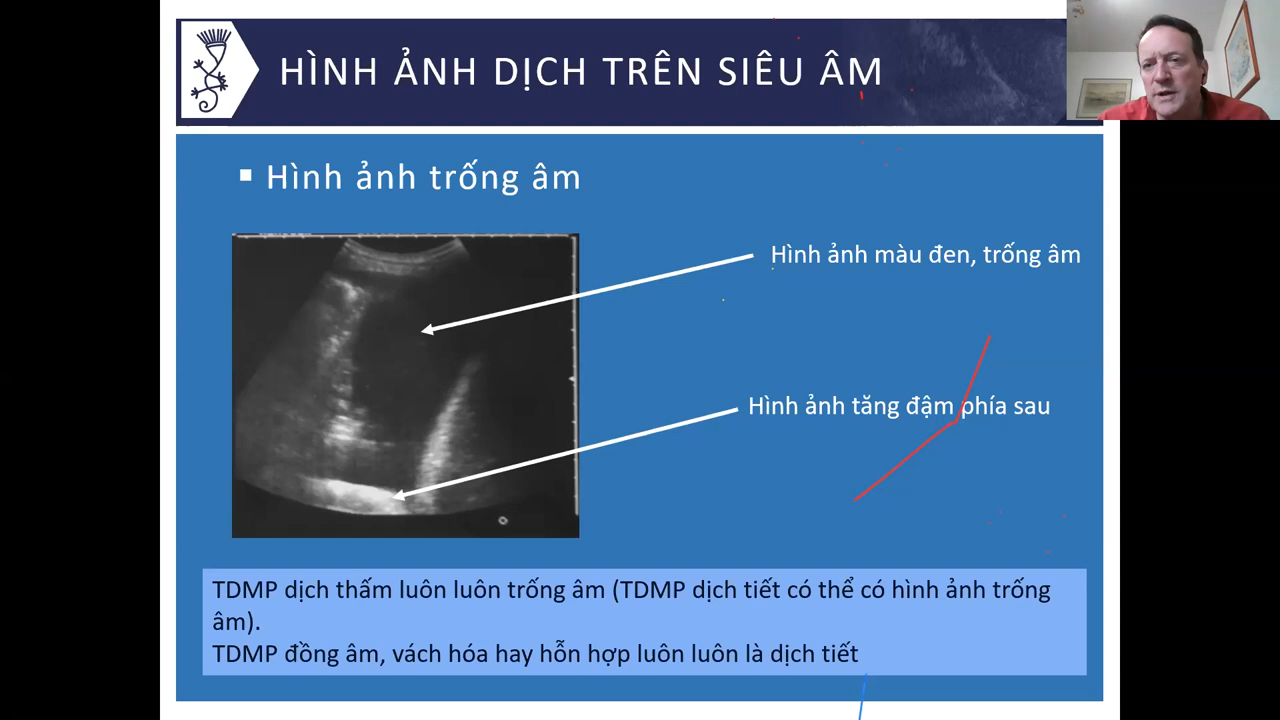 HÌNH ẢNH DỊCH TRÊN SIÊU ÂM
Hình ảnh trống âm
Hình ảnh màu đen, trống âm
Hình ảnh tăng đậm phía sau
TDMP dịch thấm luôn luôn trống âm (TDMP dịch tiết có thể có hình ảnh trống
âm).
TDMP đồng âm, vách hóa hay hỗn hợp luôn luôn là dịch tiết